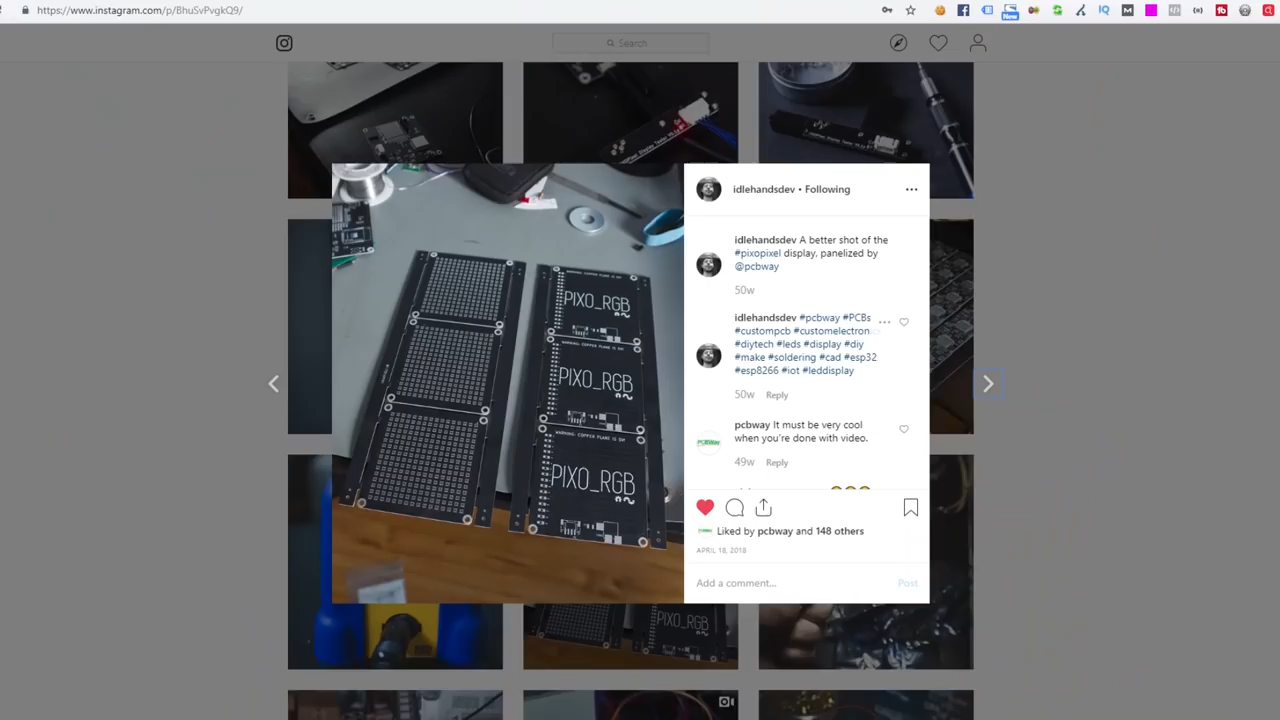 https://www.instagram.com/p/BhuSvPvgkQ9/
New
Search
idlehandsdev • Following
idlehandsdev A better shot of the
#pixopixel display, panelized by
@pcbway
50w
idlehandsdev #pcbway #PCBs
#custompcb #customelectron
#diytech #leds #display #diy
#make #soldering #cad #esp32
#esp8266 #iot #leddisplay
50w Reply
pcbway It must be very cool
when you're done with video.
49w Reply
Liked by pcbway and 148 others
APRIL 18, 2018
Add a comment...
Post
PIXO_RGB
PIXO_RGB
PIXO_RGB
PIXO_RGB